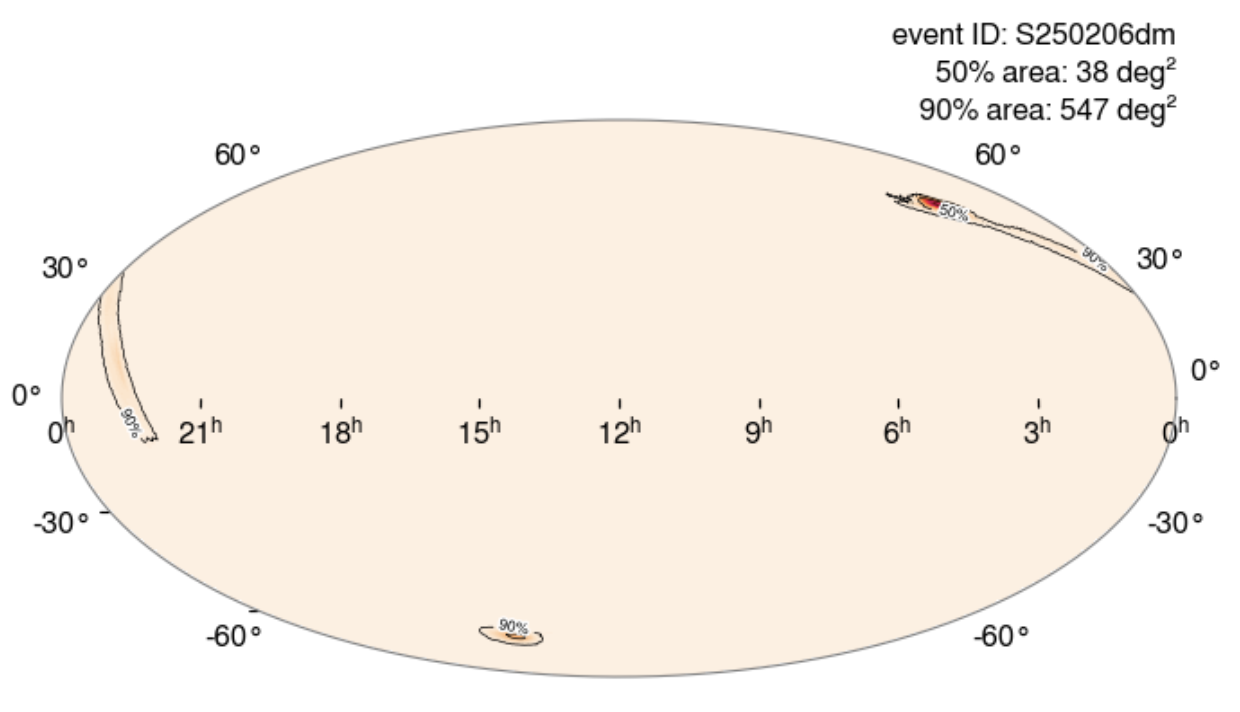 event ID: S250206dm
50% area: 38 deg²
90% area: 547 deg²
60° 60°
50%
30° 90% 30°
0° 0°
90%
0ʰ 21ʰ 18ʰ 15ʰ 12ʰ 9ʰ 6ʰ 3ʰ 0ʰ
-30° -30°
90%
-60° -60°